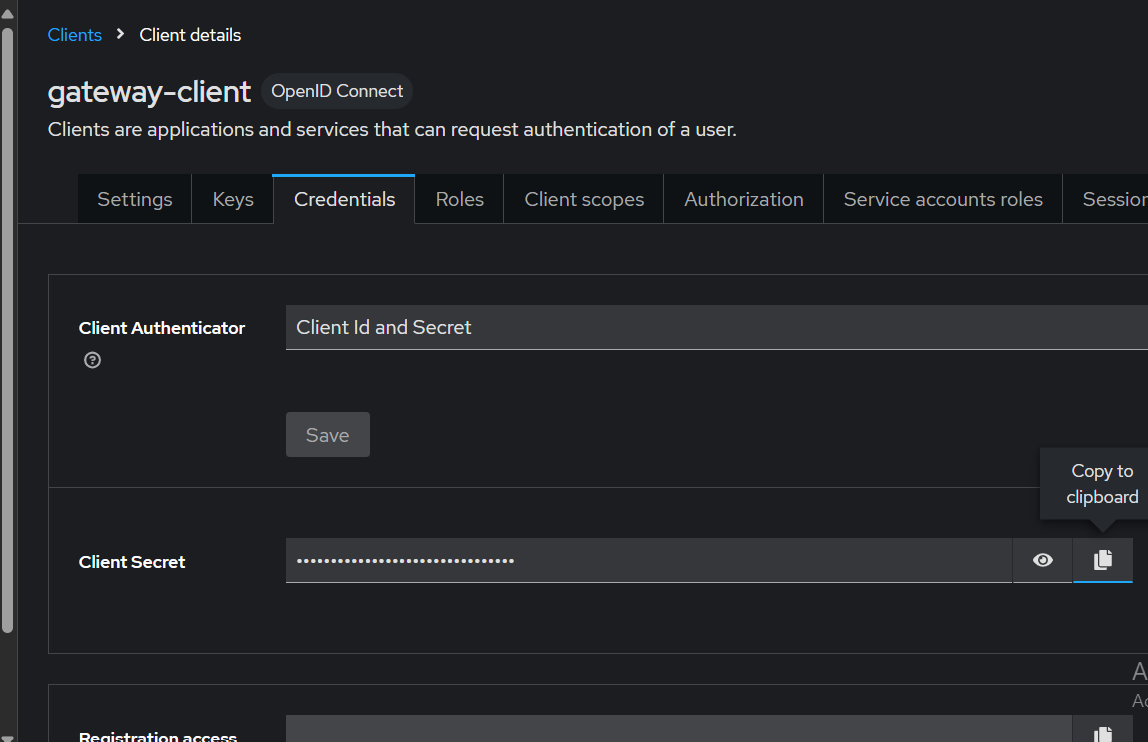 Clients > Client details
gateway-client OpenID Connect
Clients are applications and services that can request authentication of a user.
Settings Keys Credentials Roles Client scopes Authorization Service accounts roles
Client Authenticator Client Id and Secret
Save
Copy to
clipboard
Client Secret ••••••••••••••••••••••••••••••••
Registration access